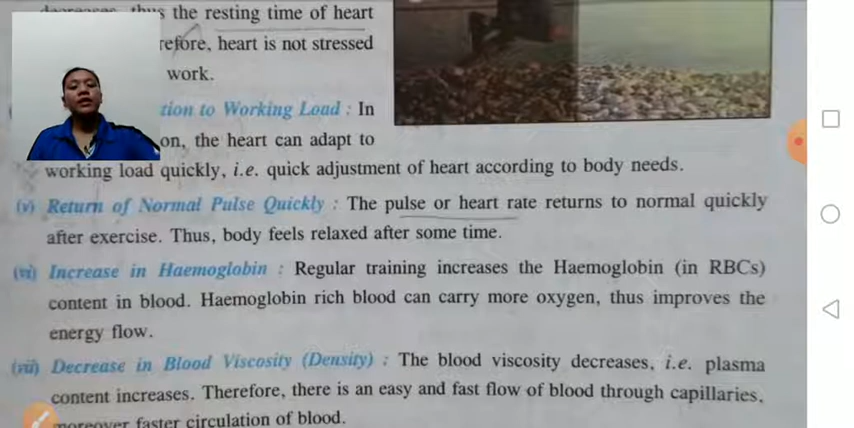 decreases, thus the resting time of heart
refore, heart is not stressed
work.
tion to Working Load : In
on, the heart can adapt to
working load quickly, i.e. quick adjustment of heart according to body needs.
(v) Return of Normal Pulse Quickly : The pulse or heart rate returns to normal quickly
after exercise. Thus, body feels relaxed after some time.
(vi) Increase in Haemoglobin : Regular training increases the Haemoglobin (in RBCs)
content in blood. Haemoglobin rich blood can carry more oxygen, thus improves the
energy flow.
(vii) Decrease in Blood Viscosity (Density) : The blood viscosity decreases, i.e. plasma
content increases. Therefore, there is an easy and fast flow of blood through capillaries,
moreover faster circulation of blood.